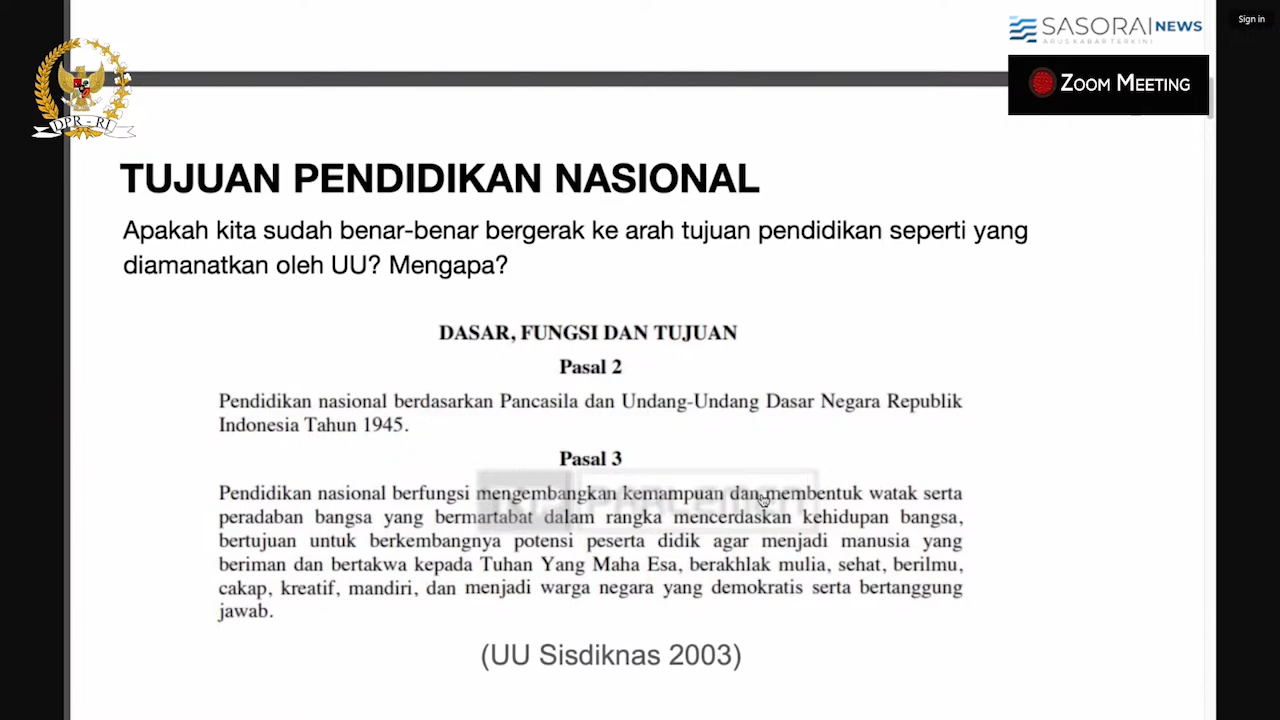 Sign in
SASORAI NEWS
ARUS KABAR TERKINI
ZOOM MEETING
DPR - RI
TUJUAN PENDIDIKAN NASIONAL
Apakah kita sudah benar-benar bergerak ke arah tujuan pendidikan seperti yang
diamanatkan oleh UU? Mengapa?
DASAR, FUNGSI DAN TUJUAN
Pasal 2
Pendidikan nasional berdasarkan Pancasila dan Undang-Undang Dasar Negara Republik
Indonesia Tahun 1945.
Pasal 3
Pendidikan nasional berfungsi mengembangkan kemampuan dan membentuk watak serta
peradaban bangsa yang bermartabat dalam rangka mencerdaskan kehidupan bangsa,
bertujuan untuk berkembangnya potensi peserta didik agar menjadi manusia yang
beriman dan bertakwa kepada Tuhan Yang Maha Esa, berakhlak mulia, sehat, berilmu,
cakap, kreatif, mandiri, dan menjadi warga negara yang demokratis serta bertanggung
jawab.
(UU Sisdiknas 2003)